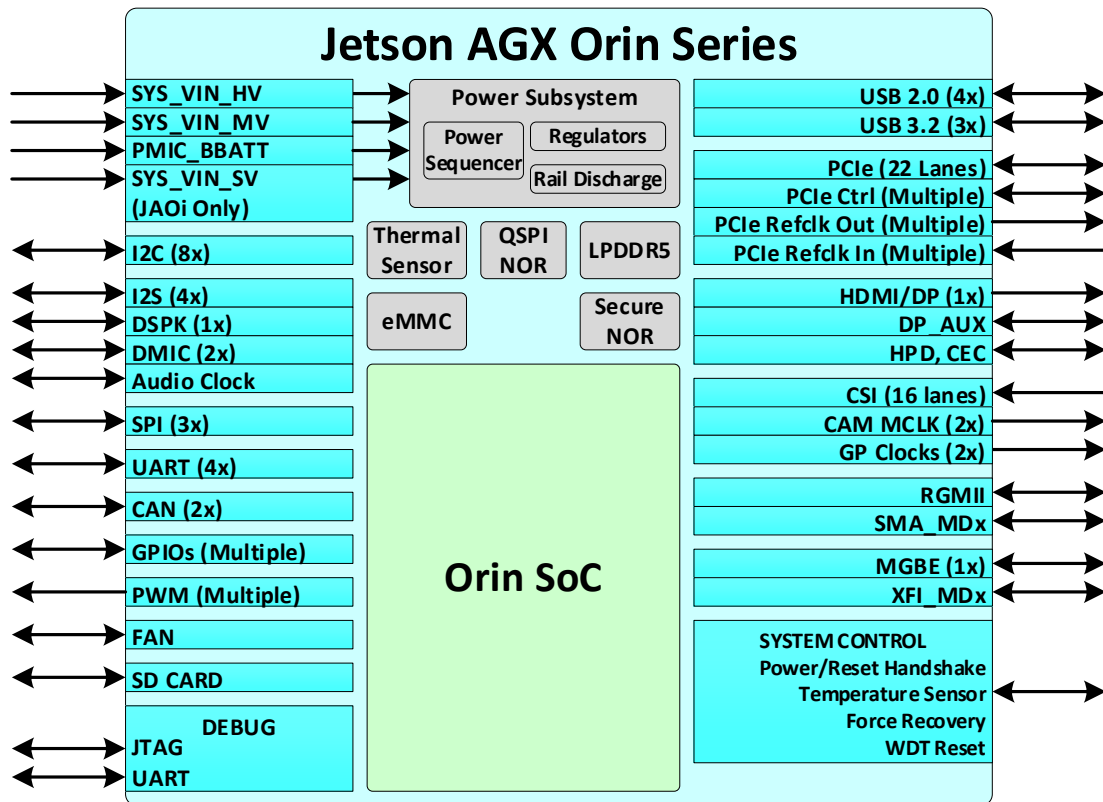 Jetson AGX Orin Series
SYS_VIN_HV
SYS_VIN_MV
PMIC_BBATT
SYS_VIN_SV
(JAOi Only)
I2C (8x)
I2S (4x)
DSPK (1x)
DMIC (2x)
Audio Clock
SPI (3x)
UART (4x)
CAN (2x)
GPIOs (Multiple)
PWM (Multiple)
FAN
SD CARD
DEBUG
JTAG
UART
Power Subsystem
Power
Sequencer
Regulators
Rail Discharge
Thermal
Sensor
QSPI
NOR
LPDDR5
eMMC
Secure
NOR
Orin SoC
USB 2.0 (4x)
USB 3.2 (3x)
PCIe (22 Lanes)
PCIe Ctrl (Multiple)
PCIe Refclk Out (Multiple)
PCIe Refclk In (Multiple)
HDMI/DP (1x)
DP_AUX
HPD, CEC
CSI (16 lanes)
CAM MCLK (2x)
GP Clocks (2x)
RGMII
SMA_MDx
MGBE (1x)
XFI_MDx
SYSTEM CONTROL
Power/Reset Handshake
Temperature Sensor
Force Recovery
WDT Reset